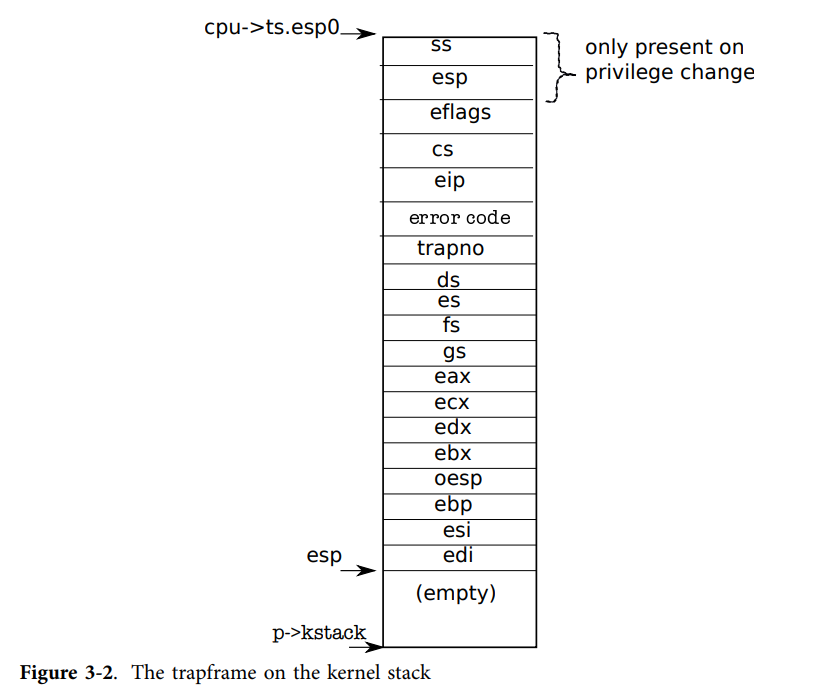 cpu->ts.esp0
ss
only present on
privilege change
esp
eflags
cs
eip
error code
trapno
ds
es
fs
gs
eax
ecx
edx
ebx
oesp
ebp
esi
edi
esp
(empty)
p->kstack
Figure 3-2. The trapframe on the kernel stack